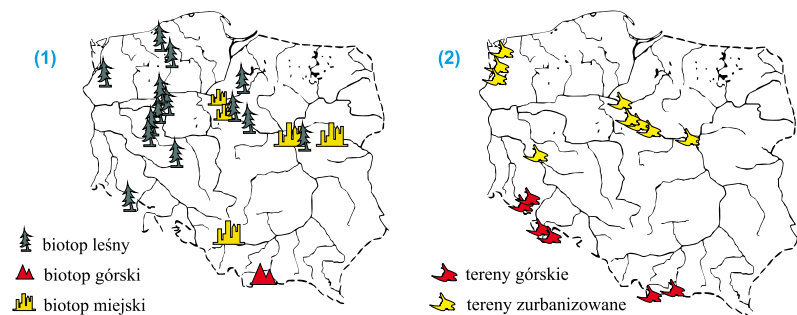 (1)
biotop leśny
biotop górski
biotop miejski
(2)
tereny górskie
tereny zurbanizowane